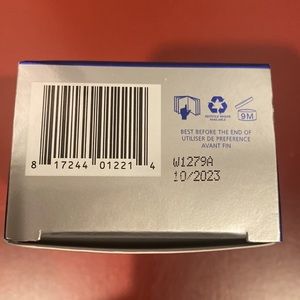 9M
BEST BEFORE THE END OF
UTILISER DE PREFERENCE
AVANT FIN
8 17244 01221 4
W1279A
10/2023